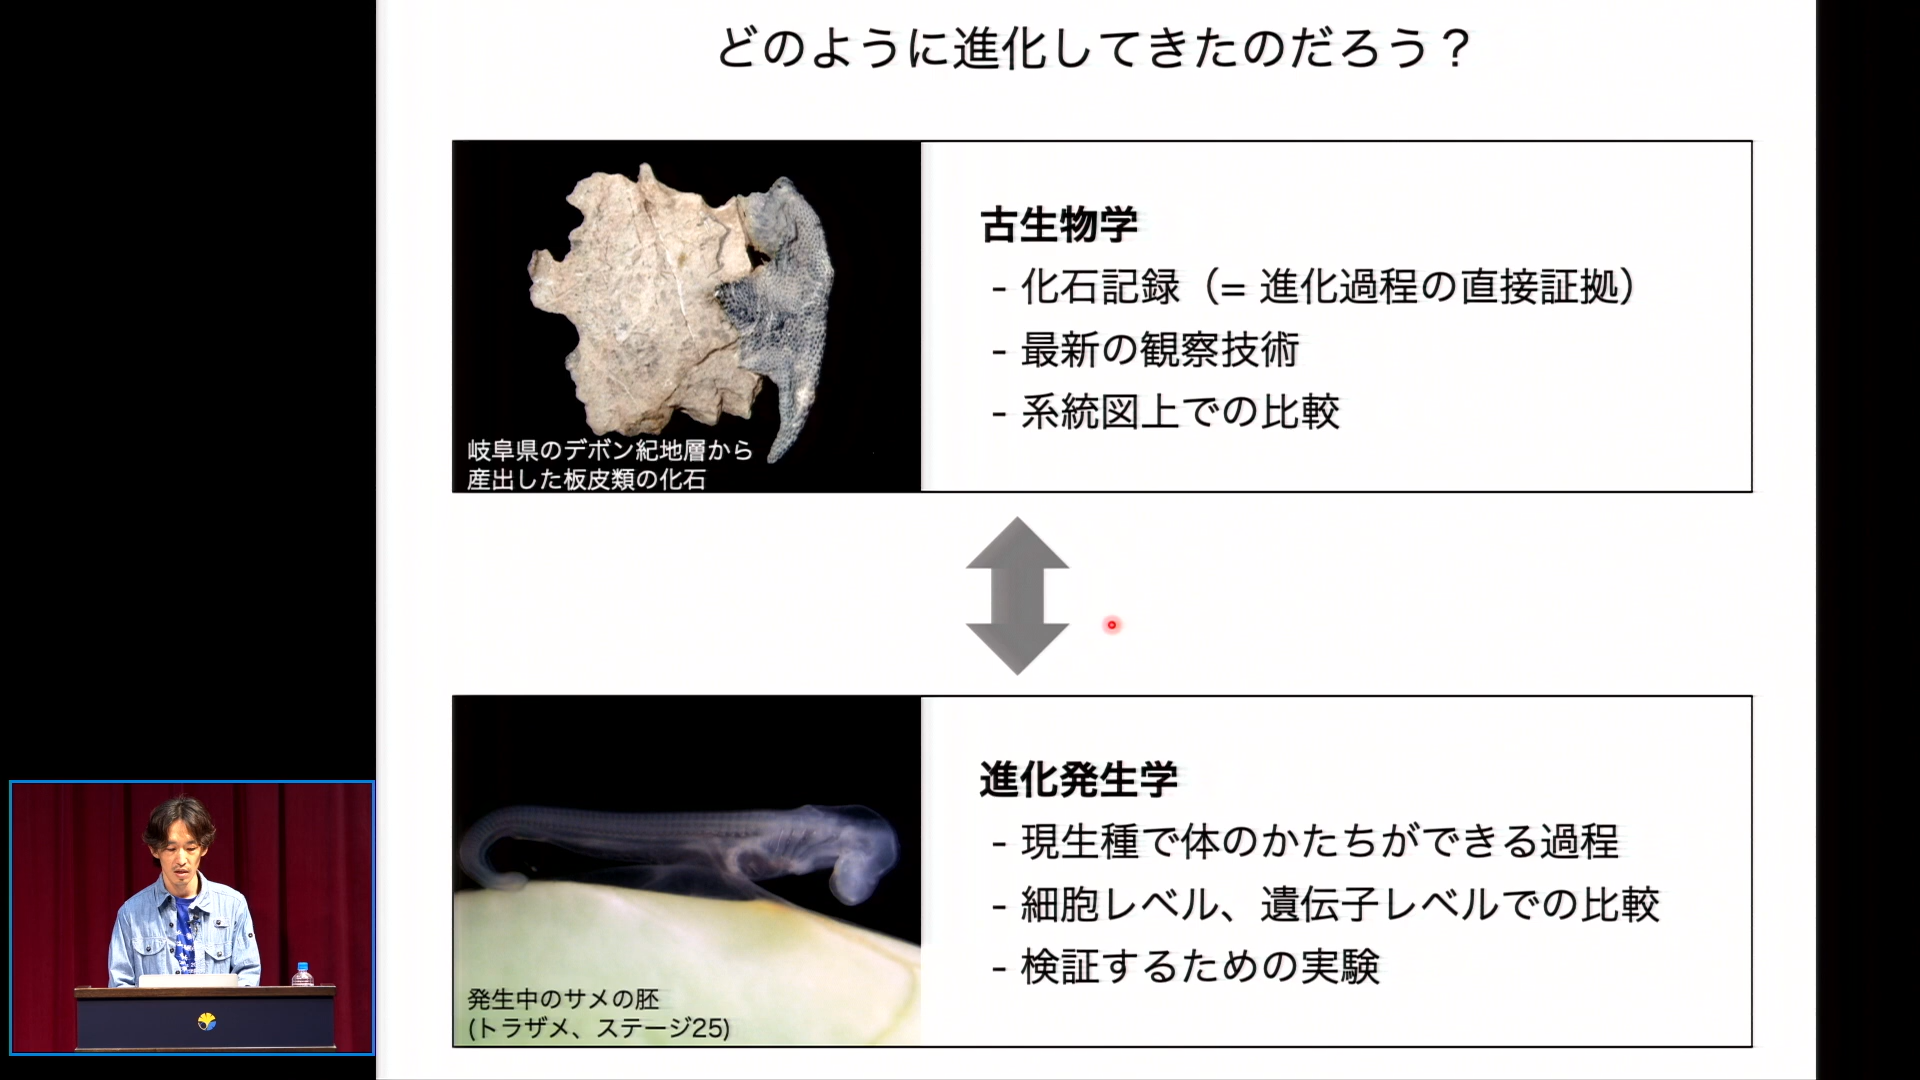 どのように進化してきたのだろう？
古生物学
- 化石記録（= 進化過程の直接証拠）
- 最新の観察技術
- 系統図上での比較
岐阜県のデボン紀地層から
産出した板皮類の化石
進化発生学
- 現生種で体のかたちができる過程
- 細胞レベル、遺伝子レベルでの比較
- 検証するための実験
発生中のサメの胚
(トラザメ、ステージ25)